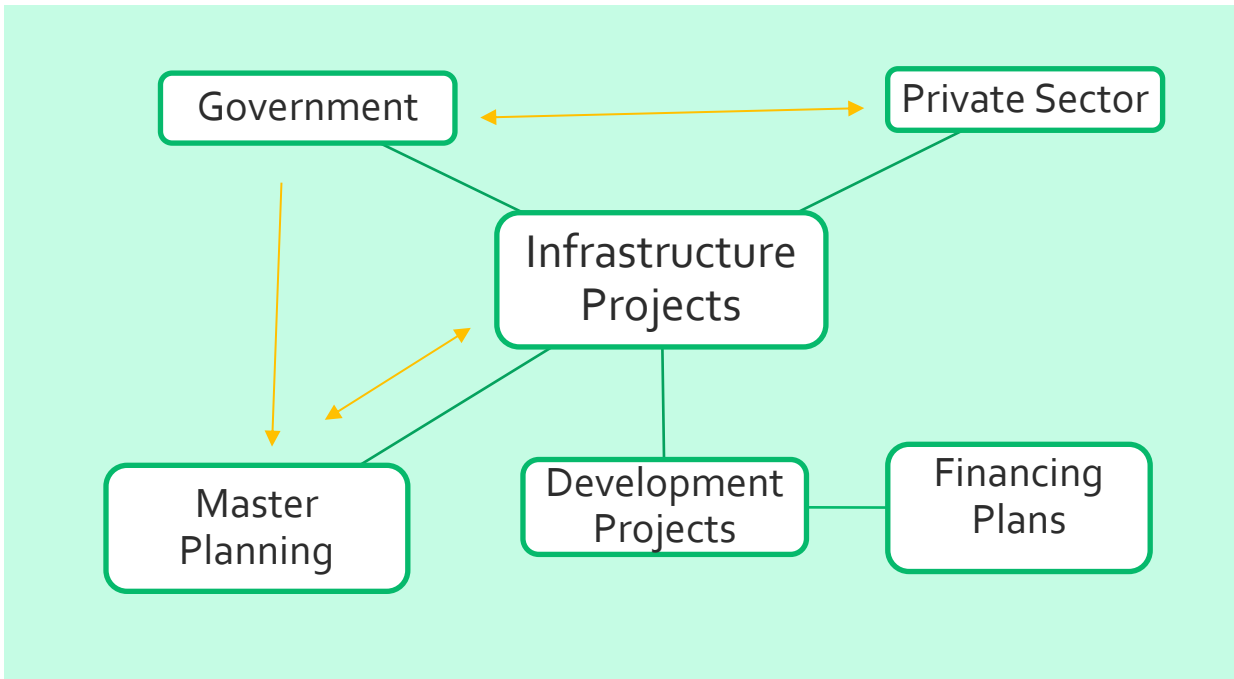 Government
Private Sector
Infrastructure
Projects
Master
Planning
Development
Projects
Financing
Plans